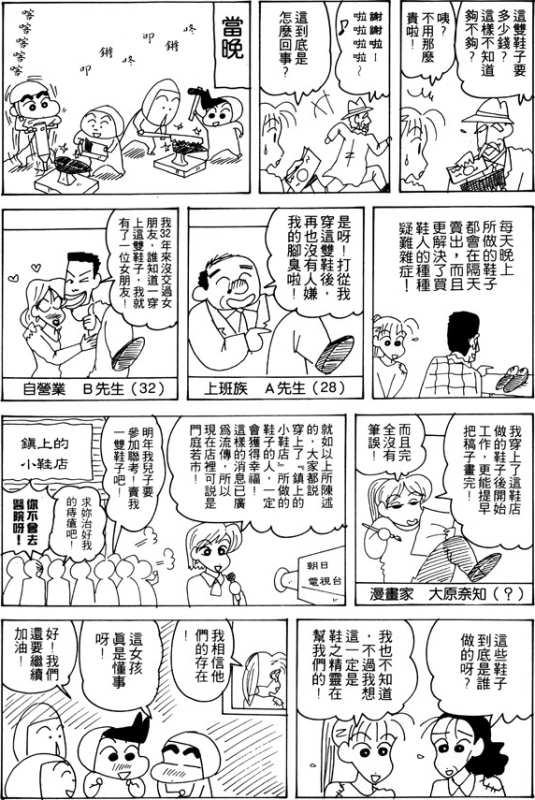 這雙鞋子要
多少錢？
這樣不知道
夠不夠？
咦？
不用那麼
貴啦！
謝謝啦！
啦啦啦
啦～♪
這到底是
怎麼回事？
當晚
咚
鏘
叩
咚
鏘
叩
喀
喀
喀
喀
喀
每天晚上
所做的鞋子
都會在隔天
賣出，而且
更解決了買
鞋人的種種
疑難雜症！
是呀！打從我
穿這雙鞋後，
再也沒有人嫌
我的腳臭啦！
上班族　A先生（28）
我32年來沒交過女
朋友，誰知道一穿
上這雙鞋子，我就
有了一位女朋友！
自營業　B先生（32）
我穿上了這鞋店
做的鞋子後開始
工作，更能提早
把稿子畫完！
而且完
全沒有
筆誤！
漫畫家　大原奈知（？）
就如以上所陳述
的，大家都說
穿上了『鎮上的
小鞋店』所做的
鞋子的人，一定
會獲得幸福！
這樣的消息已廣
為流傳，所以
現在店裡可說是
門庭若市！
朝日
電視台
明年我兒子要
參加聯考！賣我
一雙鞋子吧！
求妳治好我
的痔瘡吧！
你不會去
醫院呀！
鎮上的
小鞋店
這些鞋子
到底是誰
做的呀？
我也不知道
，不過我想
這一定是
鞋之精靈在
幫我們的！
我相信他
們的存在
！
這女孩
真是懂事
呀！
好！我們
還要繼續
加油！